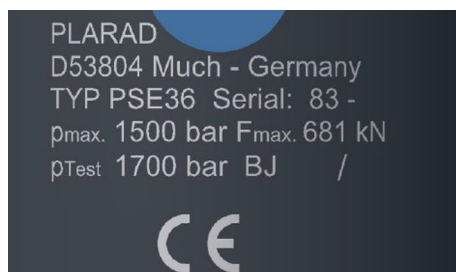 PLARAD
D53804 Much - Germany
TYP PSE36 Serial: 83 -
pmax. 1500 bar Fmax. 681 kN
pTest 1700 bar BJ /
CE